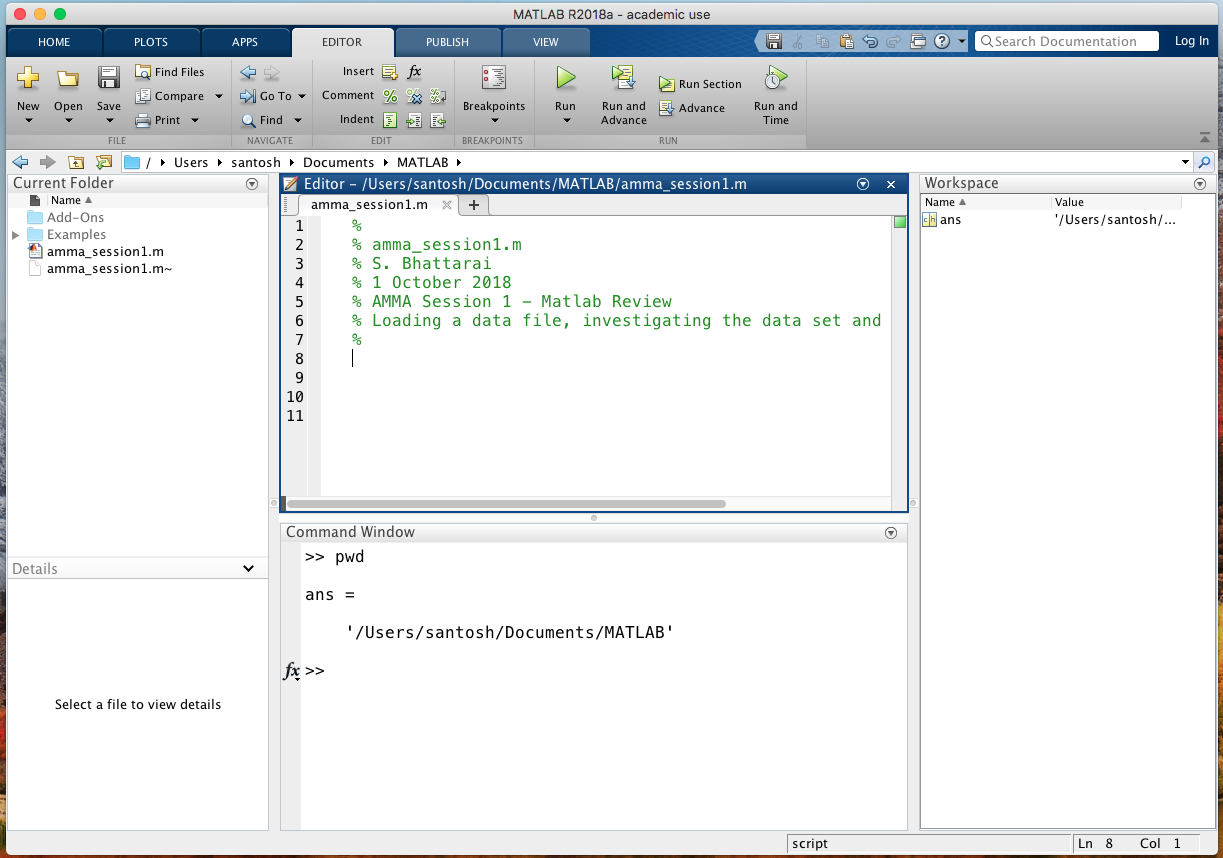 MATLAB R2018a - academic use
HOME PLOTS APPS EDITOR PUBLISH VIEW Search Documentation Log In
New Open Save Find Files Compare Print
FILE
Go To Find
NAVIGATE
Insert fx
Comment
Indent
EDIT
Breakpoints
BREAKPOINTS
Run Run and Advance Run Section Advance Run and Time
RUN
/ Users santosh Documents MATLAB
Current Folder
Name
Add-Ons
Examples
amma_session1.m
amma_session1.m~
Details
Select a file to view details
Editor – /Users/santosh/Documents/MATLAB/amma_session1.m
amma_session1.m +
1 %
2 % amma_session1.m
3 % S. Bhattarai
4 % 1 October 2018
5 % AMMA Session 1 – Matlab Review
6 % Loading a data file, investigating the data set and
7 %
8
9
10
11
Command Window
>> pwd
ans =
'/Users/santosh/Documents/MATLAB'
fx >>
Workspace
Name Value
ans '/Users/santosh/...
script Ln 8 Col 1